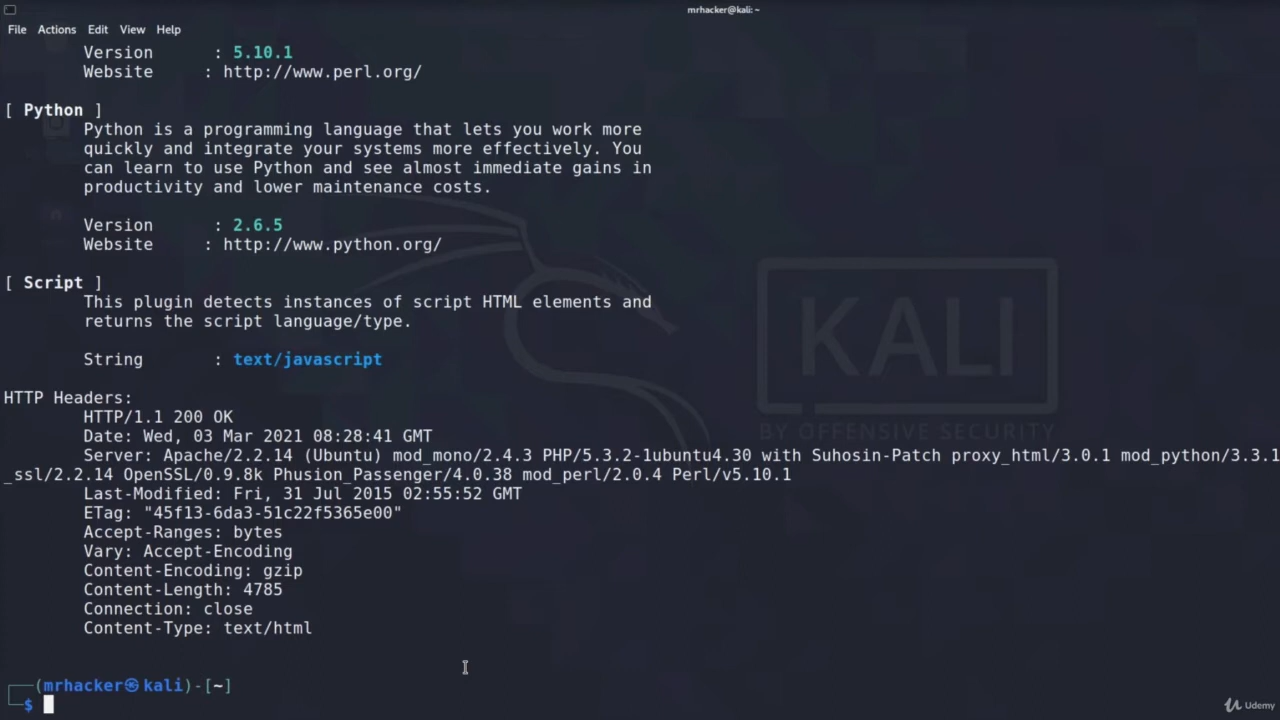 mrhacker@kali: ~
File Actions Edit View Help
Version : 5.10.1
Website : http://www.perl.org/
[ Python ]
Python is a programming language that lets you work more
quickly and integrate your systems more effectively. You
can learn to use Python and see almost immediate gains in
productivity and lower maintenance costs.
Version : 2.6.5
Website : http://www.python.org/
[ Script ]
This plugin detects instances of script HTML elements and
returns the script language/type.
String : text/javascript
HTTP Headers:
HTTP/1.1 200 OK
Date: Wed, 03 Mar 2021 08:28:41 GMT
Server: Apache/2.2.14 (Ubuntu) mod_mono/2.4.3 PHP/5.3.2-1ubuntu4.30 with Suhosin-Patch proxy_html/3.0.1 mod_python/3.3.1
_ssl/2.2.14 OpenSSL/0.9.8k Phusion_Passenger/4.0.38 mod_perl/2.0.4 Perl/v5.10.1
Last-Modified: Fri, 31 Jul 2015 02:55:52 GMT
ETag: "45f13-6da3-51c22f5365e00"
Accept-Ranges: bytes
Vary: Accept-Encoding
Content-Encoding: gzip
Content-Length: 4785
Connection: close
Content-Type: text/html
(mrhacker㉿kali)-[~]
$
KALI
BY OFFENSIVE SECURITY
Udemy